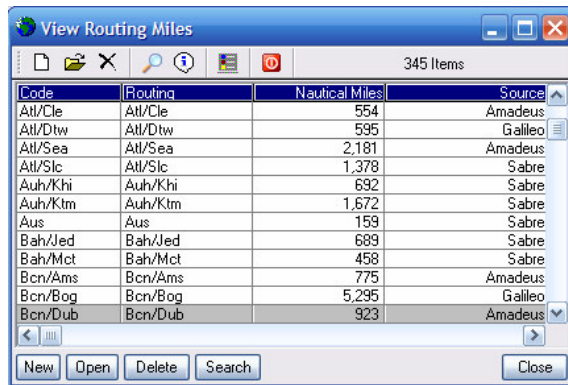 View Routing Miles
345 Items
Code Routing Nautical Miles Source
Atl/Cle Atl/Cle 554 Amadeus
Atl/Dtw Atl/Dtw 595 Galileo
Atl/Sea Atl/Sea 2,181 Amadeus
Atl/Slc Atl/Slc 1,378 Sabre
Auh/Khi Auh/Khi 692 Sabre
Auh/Ktm Auh/Ktm 1,672 Sabre
Aus Aus 159 Sabre
Bah/Jed Bah/Jed 689 Sabre
Bah/Mct Bah/Mct 458 Sabre
Bcn/Ams Bcn/Ams 775 Amadeus
Bcn/Bog Bcn/Bog 5,295 Galileo
Bcn/Dub Bcn/Dub 923 Amadeus
New Open Delete Search Close